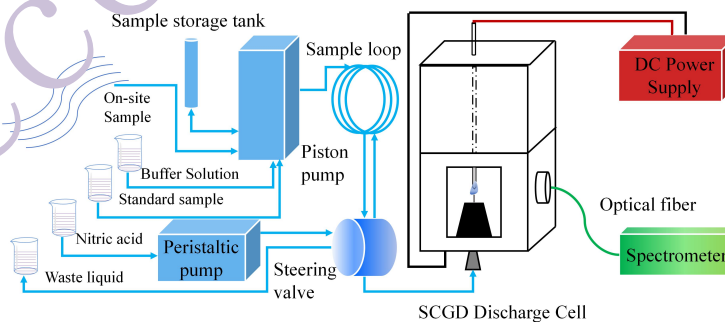 Sample storage tank
Sample loop
DC Power
Supply
On-site
Sample
Piston
pump
Buffer Solution
Standard sample
Optical fiber
Nitric acid
Peristaltic
pump
Spectrometer
Waste liquid
Steering
valve
SCGD Discharge Cell